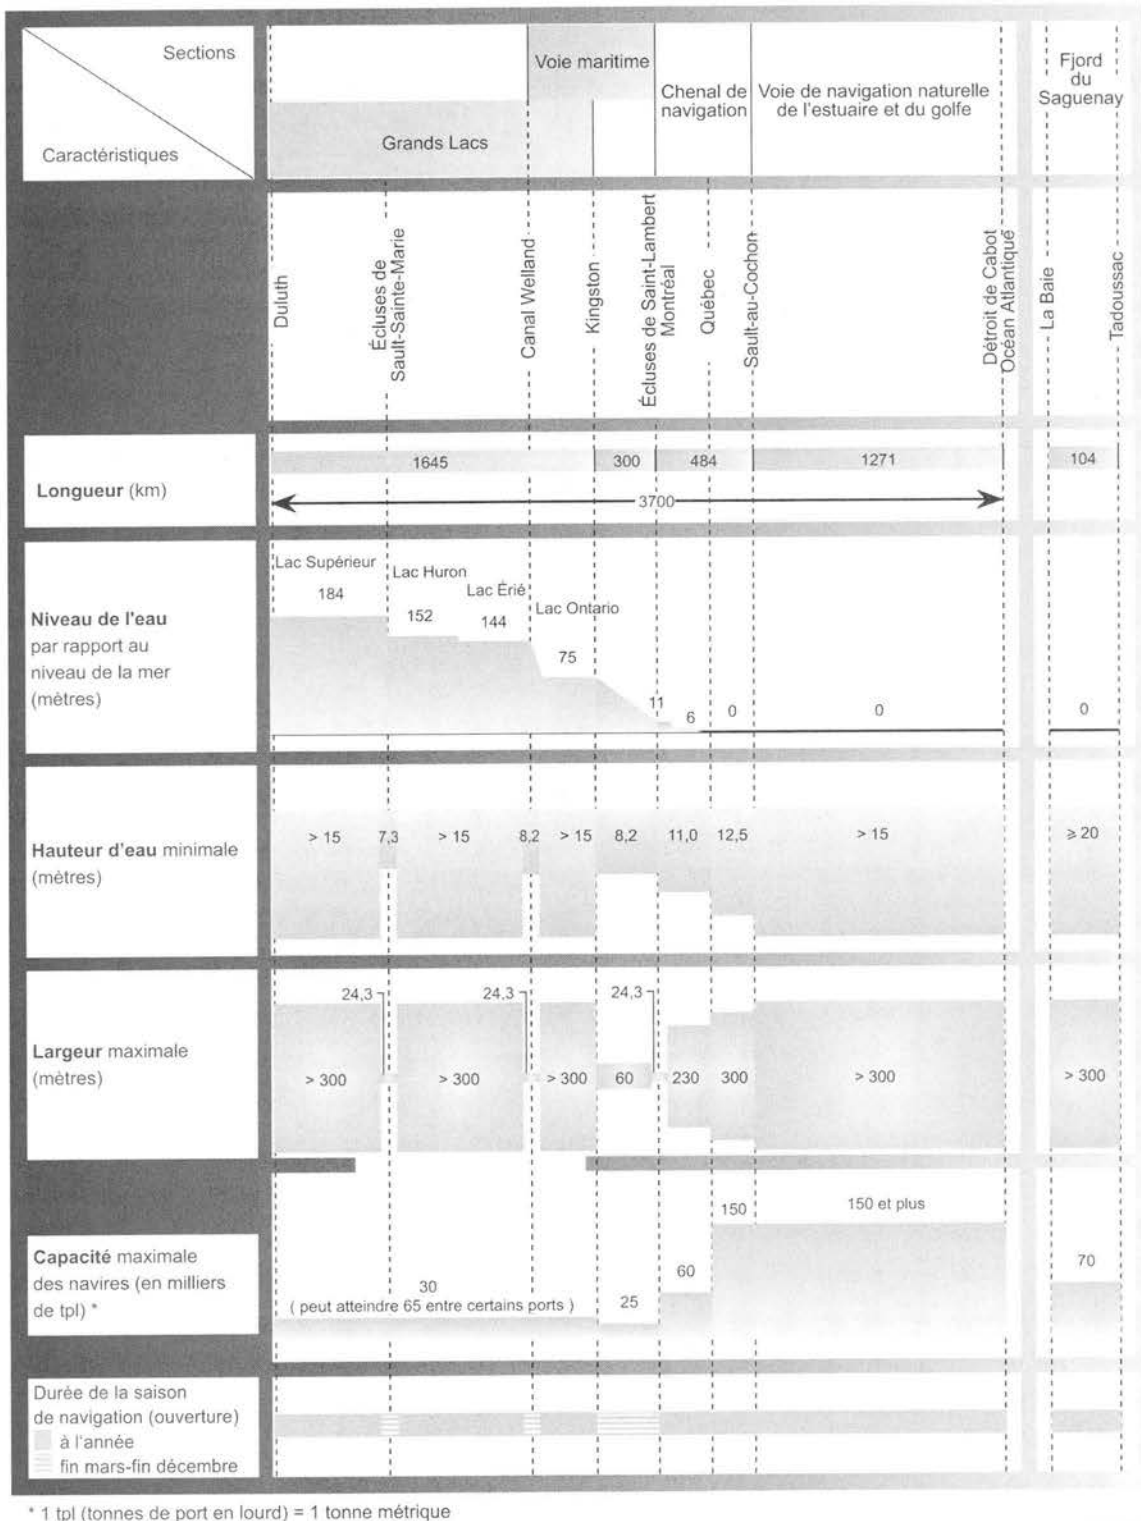 Sections
Caractéristiques
Grands Lacs
Voie maritime
Chenal de
navigation
Voie de navigation naturelle
de l'estuaire et du golfe
Fjord
du
Saguenay
Duluth
Écluses de
Sault-Sainte-Marie
Canal Welland
Kingston
Écluses de Saint-Lambert
Montréal
Québec
Sault-au-Cochon
Détroit de Cabot
Océan Atlantique
La Baie
Tadoussac
Longueur (km)
1645 300 484 1271 104
3700
Niveau de l'eau
par rapport au
niveau de la mer
(mètres)
Lac Supérieur
184
Lac Huron
152
Lac Érié
144
Lac Ontario
75
11
6
0
0
0
Hauteur d'eau minimale
(mètres)
> 15 7,3 > 15 8,2 > 15 8,2 11,0 12,5 > 15 ⩾ 20
Largeur maximale
(mètres)
24,3 24,3 24,3
> 300 > 300 > 300 60 230 300 > 300 > 300
Capacité maximale
des navires (en milliers
de tpl) *
30
( peut atteindre 65 entre certains ports )
25
60
150
150 et plus
70
Durée de la saison
de navigation (ouverture)
à l'année
fin mars-fin décembre
* 1 tpl (tonnes de port en lourd) = 1 tonne métrique